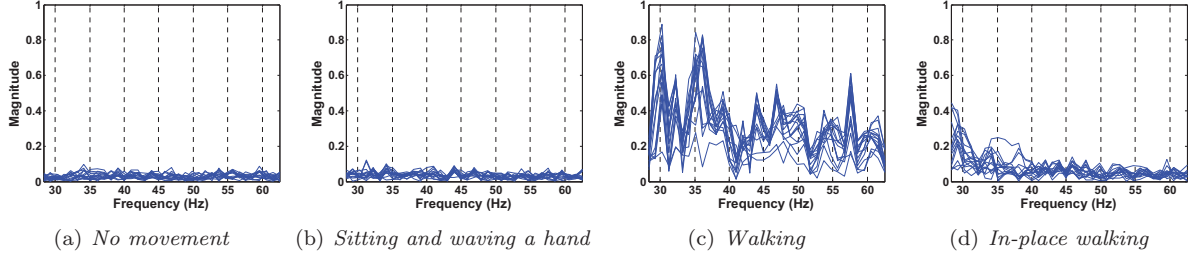 1
0.8
0.6
0.4
0.2
0
Magnitude
30 35 40 45 50 55 60
Frequency (Hz)
(a) No movement
1
0.8
0.6
0.4
0.2
0
Magnitude
30 35 40 45 50 55 60
Frequency (Hz)
(b) Sitting and waving a hand
1
0.8
0.6
0.4
0.2
0
Magnitude
30 35 40 45 50 55 60
Frequency (Hz)
(c) Walking
1
0.8
0.6
0.4
0.2
0
Magnitude
30 35 40 45 50 55 60
Frequency (Hz)
(d) In-place walking